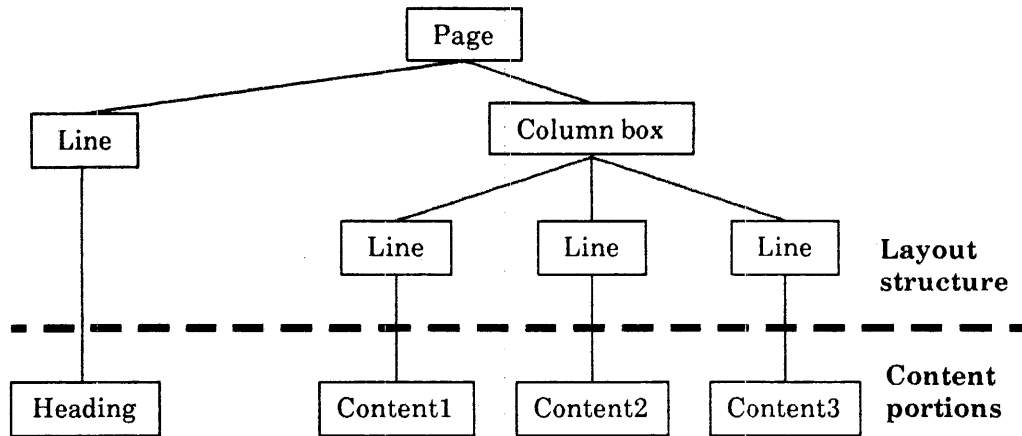 Page
Line
Column box
Line
Line
Line
Layout
structure
Heading
Content1
Content2
Content3
Content
portions